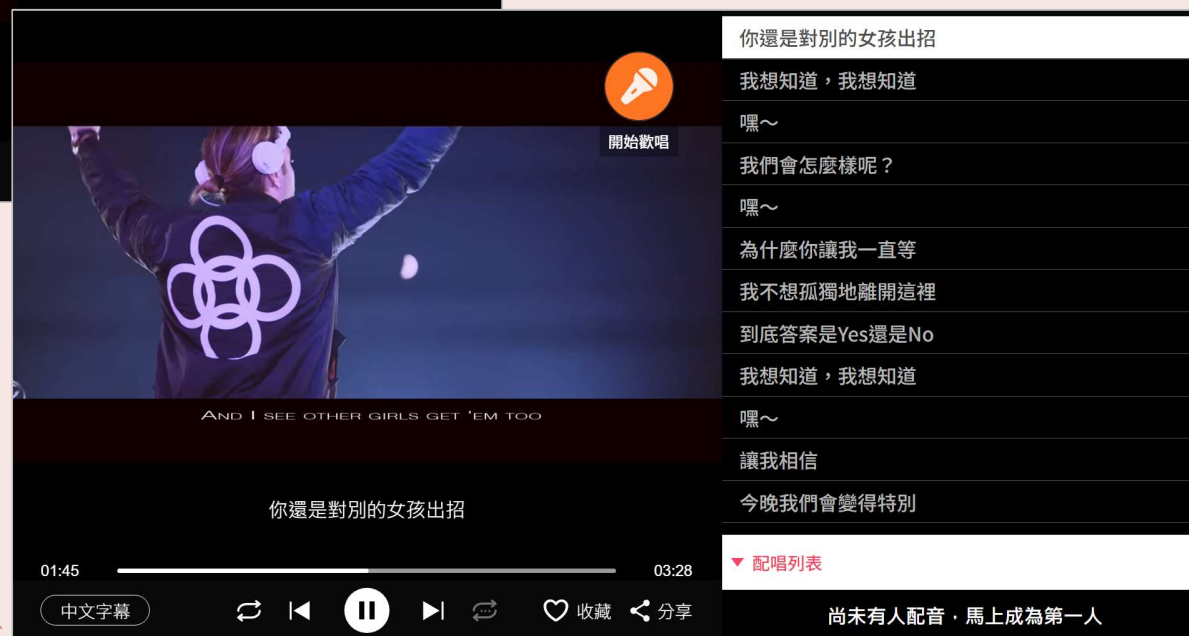 開始歡唱
AND I SEE OTHER GIRLS GET 'EM TOO
你還是對別的女孩出招
01:45
03:28
中文字幕
收藏
分享
你還是對別的女孩出招
我想知道，我想知道
嘿～
我們會怎麼樣呢？
嘿～
為什麼你讓我一直等
我不想孤獨地離開這裡
到底答案是Yes還是No
我想知道，我想知道
嘿～
讓我相信
今晚我們會變得特別
▼ 配唱列表
尚未有人配音．馬上成為第一人